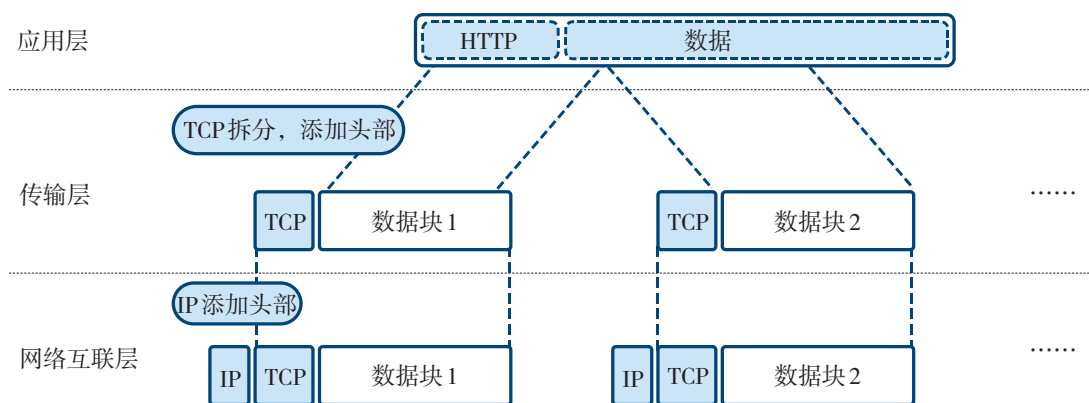 应用层
HTTP 数据
TCP拆分，添加头部
传输层
TCP 数据块1 TCP 数据块2 ……
IP添加头部
网络互联层
IP TCP 数据块1 IP TCP 数据块2 ……